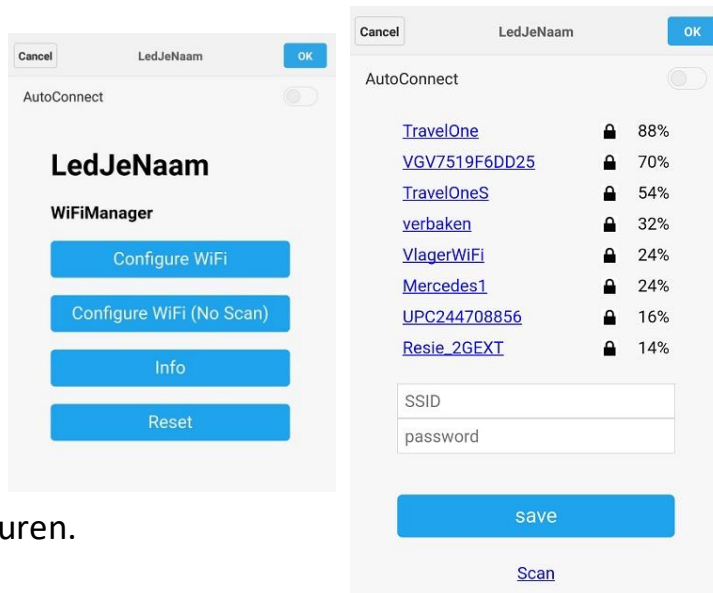 Cancel LedJeNaam OK
AutoConnect
LedJeNaam
WiFiManager
Configure WiFi
Configure WiFi (No Scan)
Info
Reset
uren.
Cancel LedJeNaam OK
AutoConnect
TravelOne 88%
VGV7519F6DD25 70%
TravelOneS 54%
verbaken 32%
VlagerWiFi 24%
Mercedes1 24%
UPC244708856 16%
Resie_2GEXT 14%
SSID
password
save
Scan